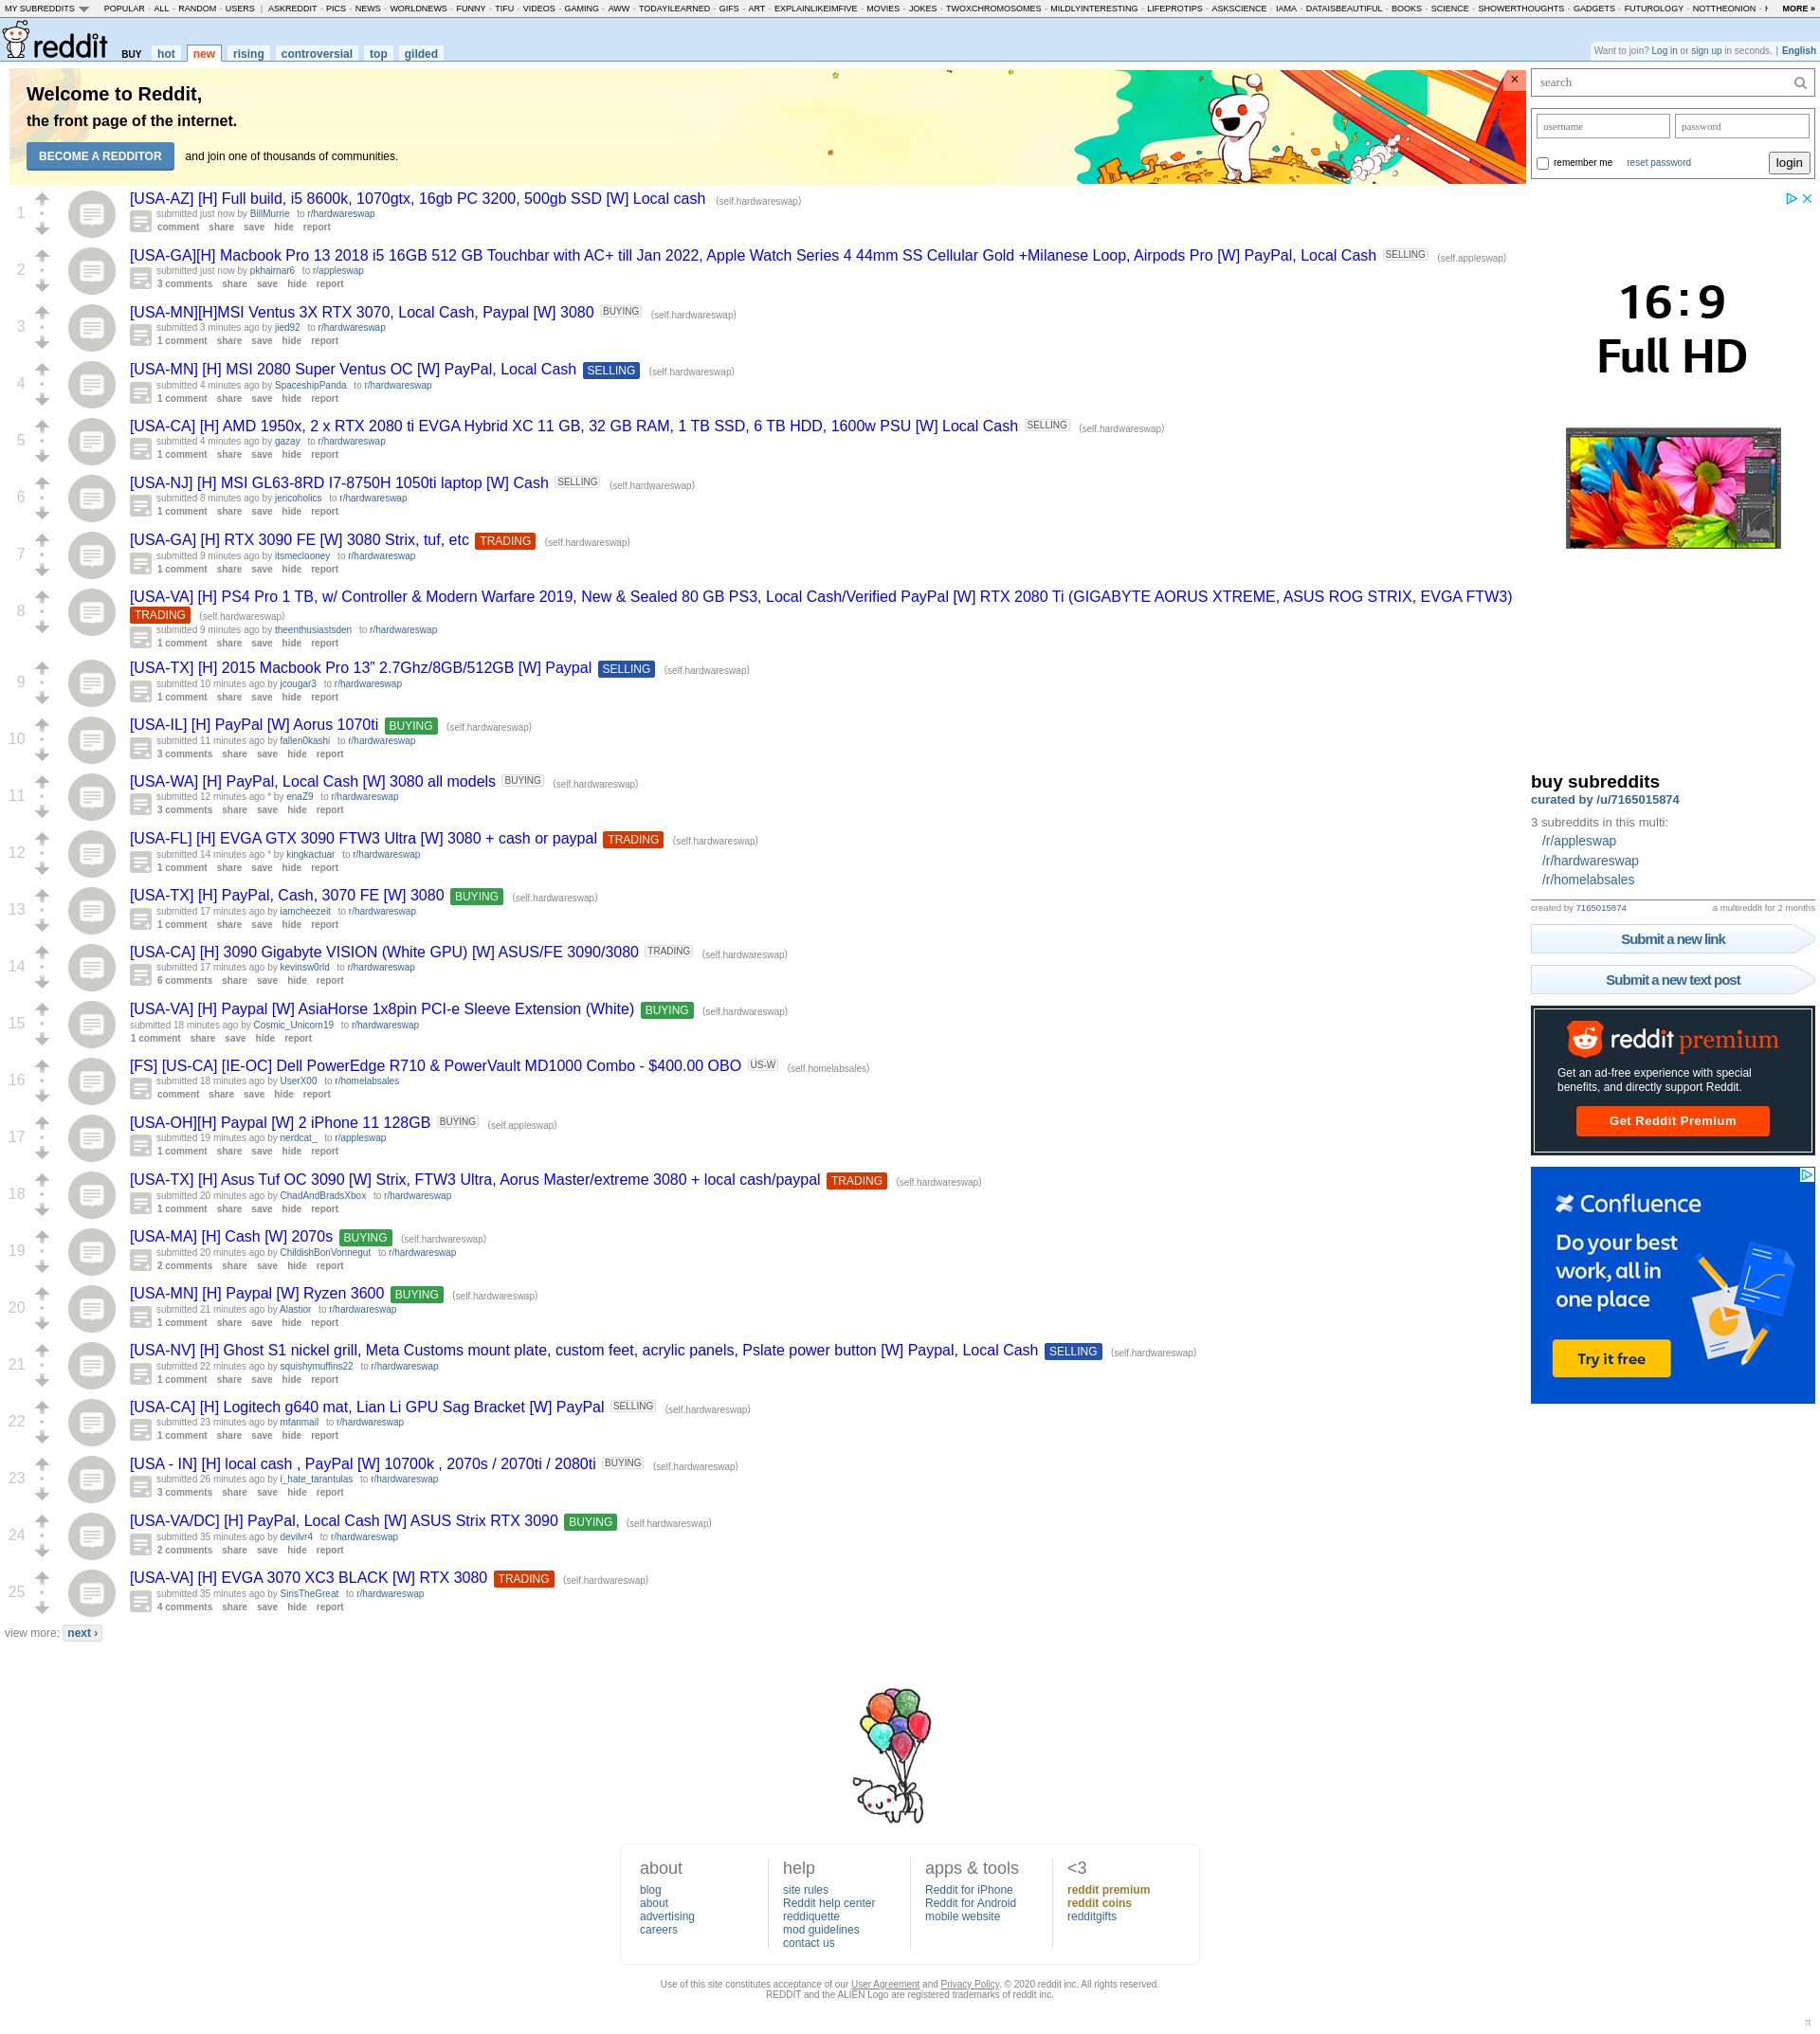 MY SUBREDDITS POPULAR - ALL - RANDOM - USERS | ASKREDDIT - PICS - NEWS - WORLDNEWS - FUNNY - TIFU - VIDEOS - GAMING - AWW - TODAYILEARNED - GIFS - ART - EXPLAINLIKEIMFIVE - MOVIES - JOKES - TWOXCHROMOSOMES - MILDLYINTERESTING - LIFEPROTIPS - ASKSCIENCE - IAMA - DATAISBEAUTIFUL - BOOKS - SCIENCE - SHOWERTHOUGHTS - GADGETS - FUTUROLOGY - NOTTHEONION - MORE »
reddit BUY hot new rising controversial top gilded
Want to join? Log in or sign up in seconds. | English
Welcome to Reddit,
the front page of the internet.
BECOME A REDDITOR and join one of thousands of communities.
×
search
username password
remember me reset password login
1
[USA-AZ] [H] Full build, i5 8600k, 1070gtx, 16gb PC 3200, 500gb SSD [W] Local cash (self.hardwareswap)
submitted just now by BillMurrie to r/hardwareswap
comment share save hide report
2
[USA-GA][H] Macbook Pro 13 2018 i5 16GB 512 GB Touchbar with AC+ till Jan 2022, Apple Watch Series 4 44mm SS Cellular Gold +Milanese Loop, Airpods Pro [W] PayPal, Local Cash SELLING (self.appleswap)
submitted just now by pkhairnar6 to r/appleswap
3 comments share save hide report
3
[USA-MN][H]MSI Ventus 3X RTX 3070, Local Cash, Paypal [W] 3080 BUYING (self.hardwareswap)
submitted 3 minutes ago by jied92 to r/hardwareswap
1 comment share save hide report
4
[USA-MN] [H] MSI 2080 Super Ventus OC [W] PayPal, Local Cash SELLING (self.hardwareswap)
submitted 4 minutes ago by SpaceshipPanda to r/hardwareswap
1 comment share save hide report
5
[USA-CA] [H] AMD 1950x, 2 x RTX 2080 ti EVGA Hybrid XC 11 GB, 32 GB RAM, 1 TB SSD, 6 TB HDD, 1600w PSU [W] Local Cash SELLING (self.hardwareswap)
submitted 4 minutes ago by gazay to r/hardwareswap
1 comment share save hide report
6
[USA-NJ] [H] MSI GL63-8RD I7-8750H 1050ti laptop [W] Cash SELLING (self.hardwareswap)
submitted 8 minutes ago by jericoholics to r/hardwareswap
1 comment share save hide report
7
[USA-GA] [H] RTX 3090 FE [W] 3080 Strix, tuf, etc TRADING (self.hardwareswap)
submitted 9 minutes ago by itsmeclooney to r/hardwareswap
1 comment share save hide report
8
[USA-VA] [H] PS4 Pro 1 TB, w/ Controller & Modern Warfare 2019, New & Sealed 80 GB PS3, Local Cash/Verified PayPal [W] RTX 2080 Ti (GIGABYTE AORUS XTREME, ASUS ROG STRIX, EVGA FTW3)
TRADING (self.hardwareswap)
submitted 9 minutes ago by theenthusiastsden to r/hardwareswap
1 comment share save hide report
9
[USA-TX] [H] 2015 Macbook Pro 13” 2.7Ghz/8GB/512GB [W] Paypal SELLING (self.hardwareswap)
submitted 10 minutes ago by jcougar3 to r/hardwareswap
1 comment share save hide report
10
[USA-IL] [H] PayPal [W] Aorus 1070ti BUYING (self.hardwareswap)
submitted 11 minutes ago by fallen0kashi to r/hardwareswap
3 comments share save hide report
11
[USA-WA] [H] PayPal, Local Cash [W] 3080 all models BUYING (self.hardwareswap)
submitted 12 minutes ago * by enaZ9 to r/hardwareswap
3 comments share save hide report
12
[USA-FL] [H] EVGA GTX 3090 FTW3 Ultra [W] 3080 + cash or paypal TRADING (self.hardwareswap)
submitted 14 minutes ago * by kingkactuar to r/hardwareswap
1 comment share save hide report
13
[USA-TX] [H] PayPal, Cash, 3070 FE [W] 3080 BUYING (self.hardwareswap)
submitted 17 minutes ago by iamcheezeit to r/hardwareswap
1 comment share save hide report
14
[USA-CA] [H] 3090 Gigabyte VISION (White GPU) [W] ASUS/FE 3090/3080 TRADING (self.hardwareswap)
submitted 17 minutes ago by kevinsw0rld to r/hardwareswap
6 comments share save hide report
15
[USA-VA] [H] Paypal [W] AsiaHorse 1x8pin PCI-e Sleeve Extension (White) BUYING (self.hardwareswap)
submitted 18 minutes ago by Cosmic_Unicorn19 to r/hardwareswap
1 comment share save hide report
16
[FS] [US-CA] [IE-OC] Dell PowerEdge R710 & PowerVault MD1000 Combo - $400.00 OBO US-W (self.homelabsales)
submitted 18 minutes ago by UserX00 to r/homelabsales
comment share save hide report
17
[USA-OH][H] Paypal [W] 2 iPhone 11 128GB BUYING (self.appleswap)
submitted 19 minutes ago by nerdcat_ to r/appleswap
1 comment share save hide report
18
[USA-TX] [H] Asus Tuf OC 3090 [W] Strix, FTW3 Ultra, Aorus Master/extreme 3080 + local cash/paypal TRADING (self.hardwareswap)
submitted 20 minutes ago by ChadAndBradsXbox to r/hardwareswap
1 comment share save hide report
19
[USA-MA] [H] Cash [W] 2070s BUYING (self.hardwareswap)
submitted 20 minutes ago by ChildishBonVonnegut to r/hardwareswap
2 comments share save hide report
20
[USA-MN] [H] Paypal [W] Ryzen 3600 BUYING (self.hardwareswap)
submitted 21 minutes ago by Alastior to r/hardwareswap
1 comment share save hide report
21
[USA-NV] [H] Ghost S1 nickel grill, Meta Customs mount plate, custom feet, acrylic panels, Pslate power button [W] Paypal, Local Cash SELLING (self.hardwareswap)
submitted 22 minutes ago by squishymuffins22 to r/hardwareswap
1 comment share save hide report
22
[USA-CA] [H] Logitech g640 mat, Lian Li GPU Sag Bracket [W] PayPal SELLING (self.hardwareswap)
submitted 23 minutes ago by mfanmail to r/hardwareswap
1 comment share save hide report
23
[USA - IN] [H] local cash , PayPal [W] 10700k , 2070s / 2070ti / 2080ti BUYING (self.hardwareswap)
submitted 26 minutes ago by i_hate_tarantulas to r/hardwareswap
3 comments share save hide report
24
[USA-VA/DC] [H] PayPal, Local Cash [W] ASUS Strix RTX 3090 BUYING (self.hardwareswap)
submitted 35 minutes ago by devilvr4 to r/hardwareswap
2 comments share save hide report
25
[USA-VA] [H] EVGA 3070 XC3 BLACK [W] RTX 3080 TRADING (self.hardwareswap)
submitted 35 minutes ago by SirisTheGreat to r/hardwareswap
4 comments share save hide report
view more: next ›
16:9
Full HD
buy subreddits
curated by /u/7165015874
3 subreddits in this multi:
/r/appleswap
/r/hardwareswap
/r/homelabsales
created by 7165015874 a multireddit for 2 months
Submit a new link
Submit a new text post
reddit premium
Get an ad-free experience with special
benefits, and directly support Reddit.
Get Reddit Premium
Confluence
Do your best
work, all in
one place
Try it free
about
blog
about
advertising
careers
help
site rules
Reddit help center
reddiquette
mod guidelines
contact us
apps & tools
Reddit for iPhone
Reddit for Android
mobile website
<3
reddit premium
reddit coins
redditgifts
Use of this site constitutes acceptance of our User Agreement and Privacy Policy. © 2020 reddit inc. All rights reserved.
REDDIT and the ALIEN Logo are registered trademarks of reddit inc.
π